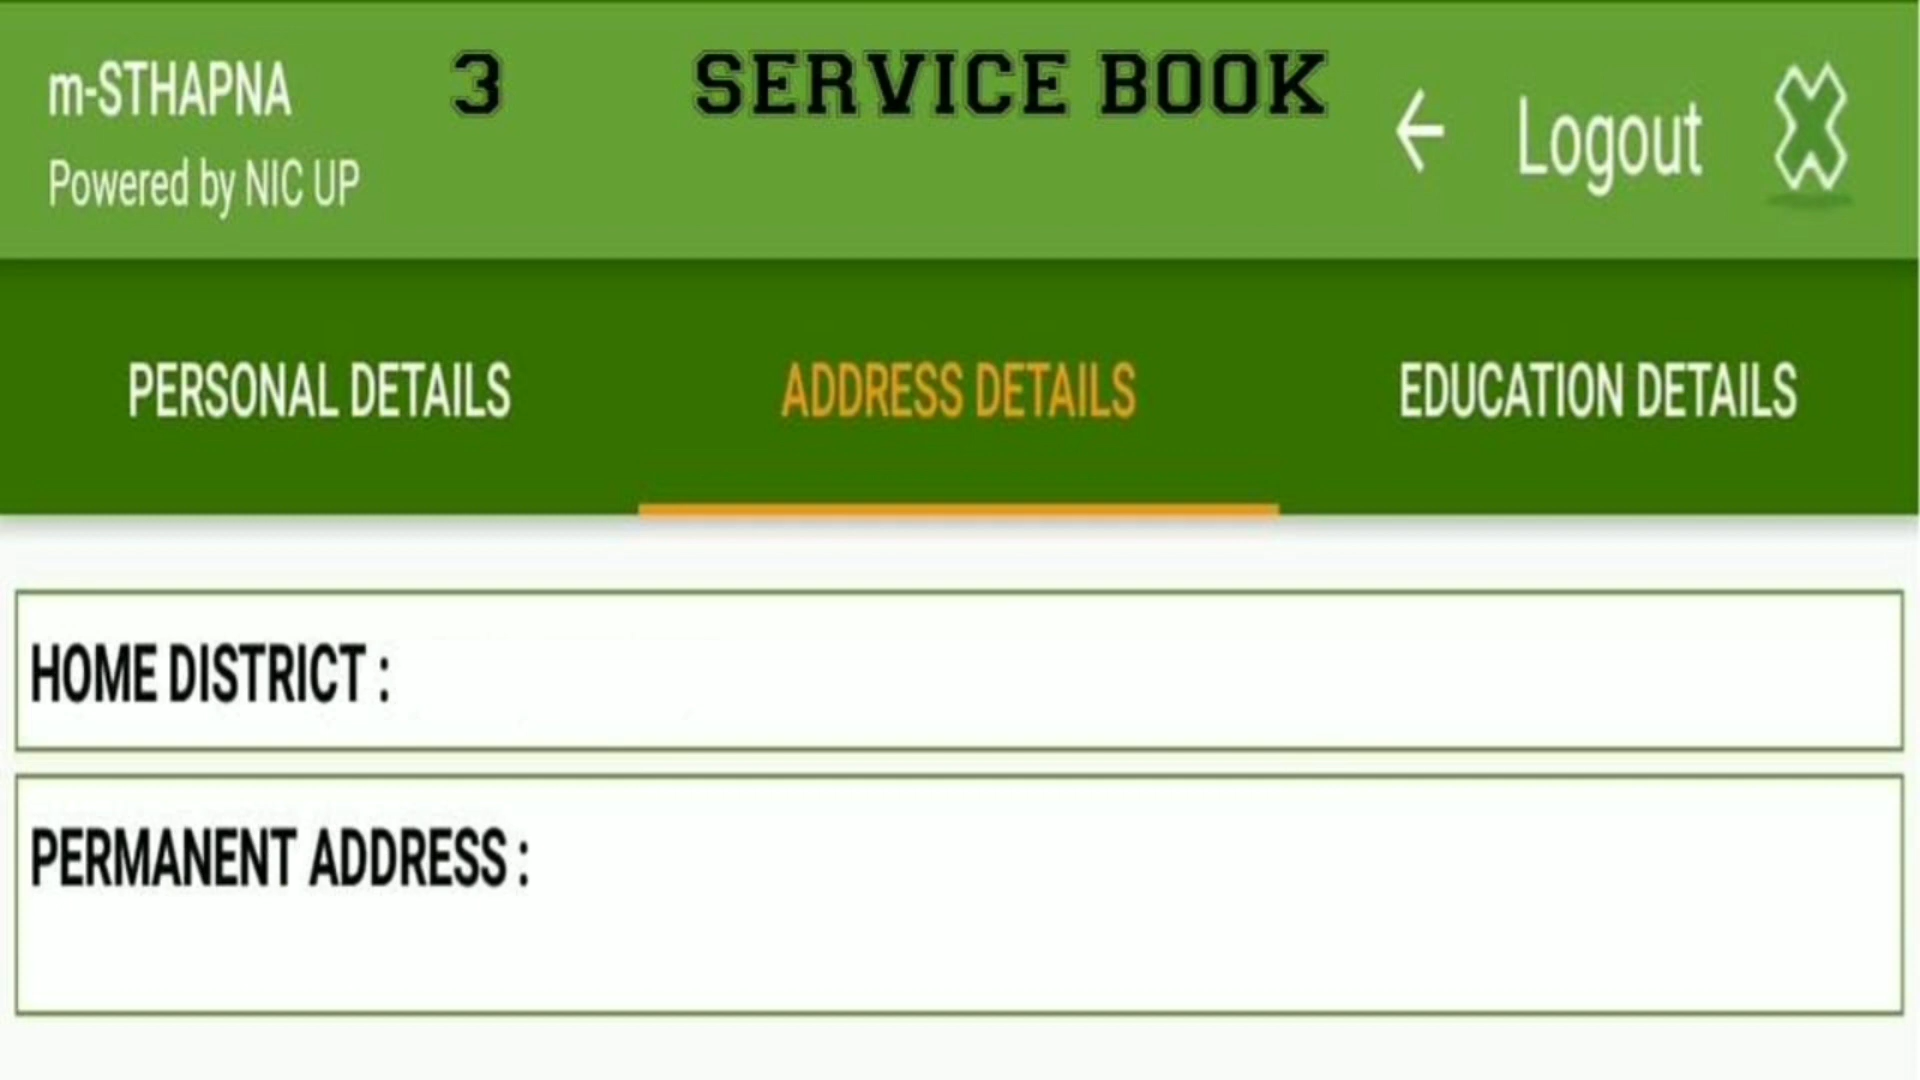 m-STHAPNA 3 SERVICE BOOK
Powered by NIC UP
Logout
PERSONAL DETAILS ADDRESS DETAILS EDUCATION DETAILS
HOME DISTRICT :
PERMANENT ADDRESS :